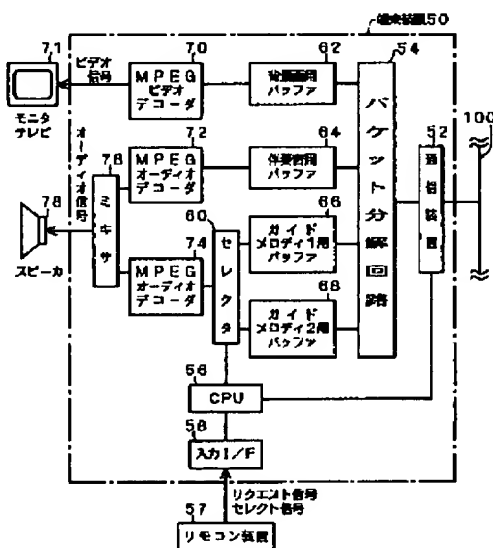 端末装置50
71
ビデオ
信号
モニタ
テレビ
70
MPEG
ビデオ
デコーダ
62
背景画用
バッファ
54
パケット分解回路
52
通信装置
100
オーディオ信号
76
ミキサ
72
MPEG
オーディオ
デコーダ
64
伴奏音用
バッファ
78
スピーカ
74
MPEG
オーディオ
デコーダ
60
セレクタ
66
ガイド
メロディ1用
バッファ
68
ガイド
メロディ2用
バッファ
56
CPU
58
入力I/F
リクエスト信号
セレクト信号
57
リモコン装置